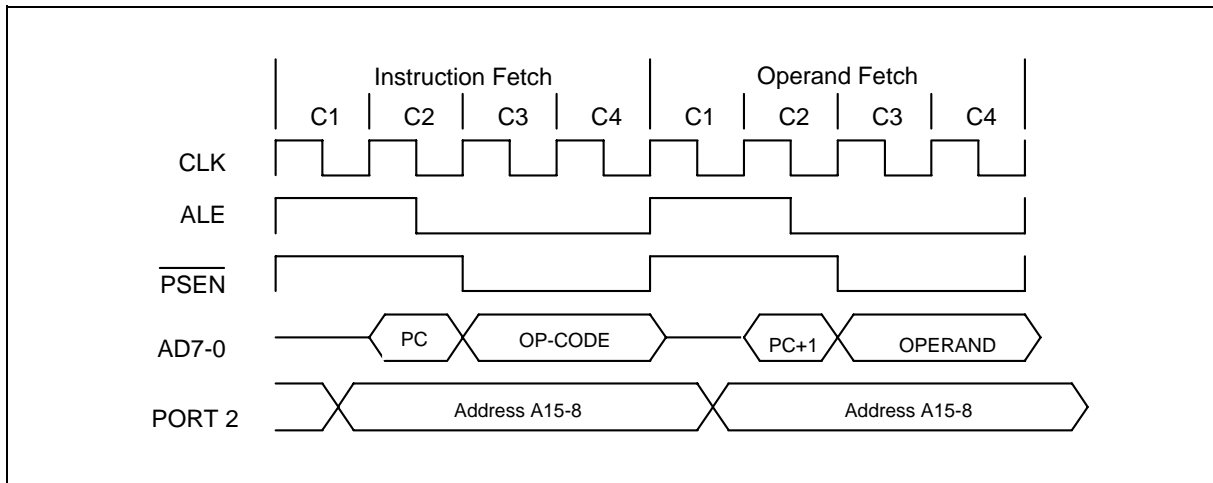 Instruction Fetch Operand Fetch
C1 C2 C3 C4 C1 C2 C3 C4
CLK
ALE
PSEN
AD7-0 PC OP-CODE PC+1 OPERAND
PORT 2 Address A15-8 Address A15-8